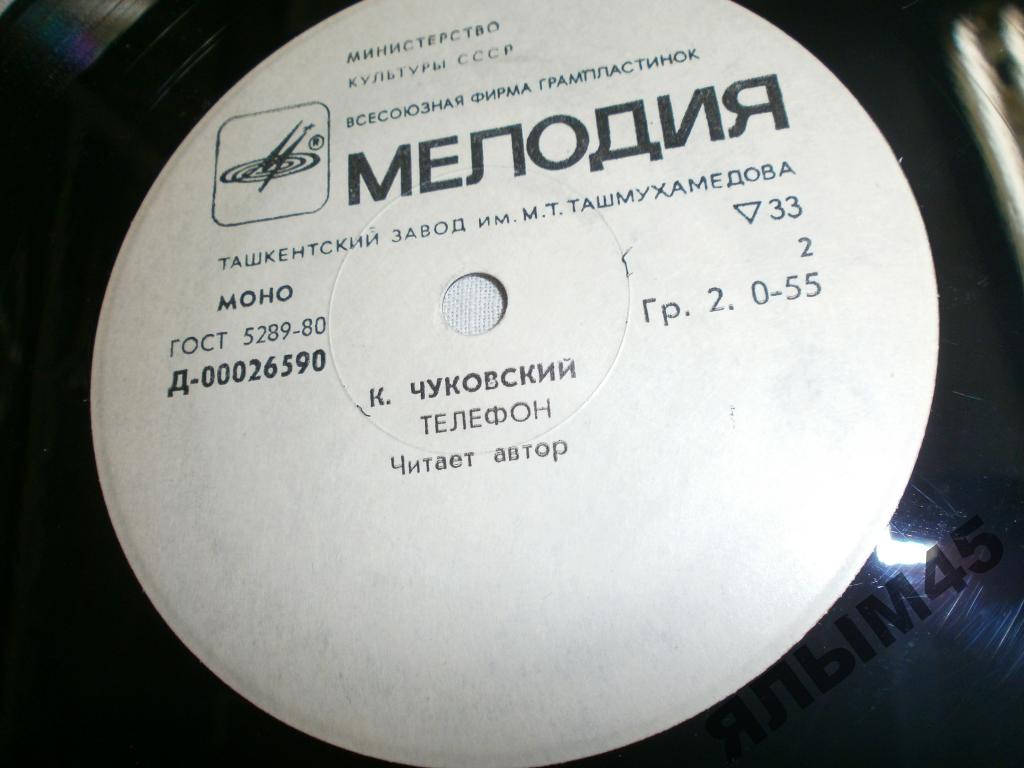 МИНИСТЕРСТВО
КУЛЬТУРЫ СССР
ВСЕСОЮЗНАЯ ФИРМА ГРАМПЛАСТИНОК
®
МЕЛОДИЯ
ТАШКЕНТСКИЙ ЗАВОД ИМ. М.Т. ТАШМУХАМЕДОВА
▽33
МОНО
2
ГОСТ 5289-80
Гр. 2. 0-55
Д-00026590
К. ЧУКОВСКИЙ
ТЕЛЕФОН
Читает автор
ЯЛЫМ45